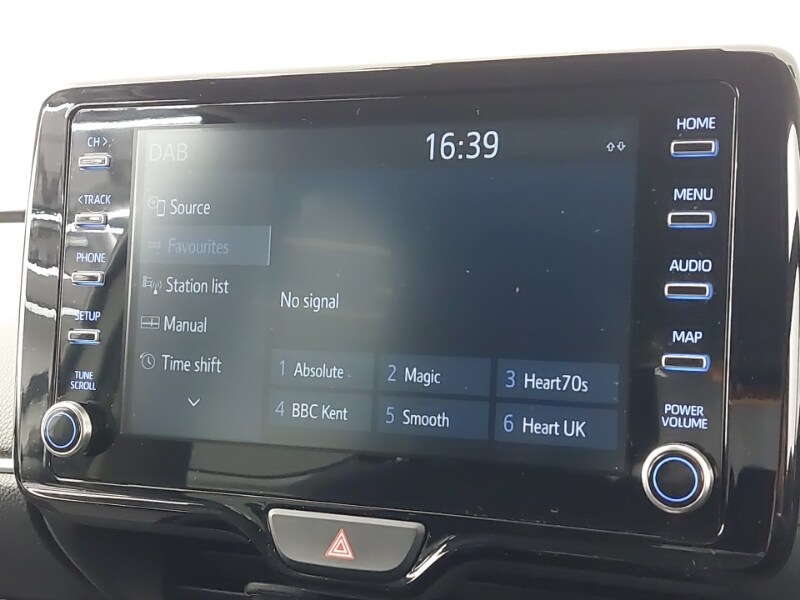 DAB
16:39
Source
Favourites
Station list
Manual
Time shift
No signal
1 Absolute
2 Magic
3 Heart70s
4 BBC Kent
5 Smooth
6 Heart UK
CH >
< TRACK
PHONE
SETUP
TUNE
SCROLL
HOME
MENU
AUDIO
MAP
POWER
VOLUME